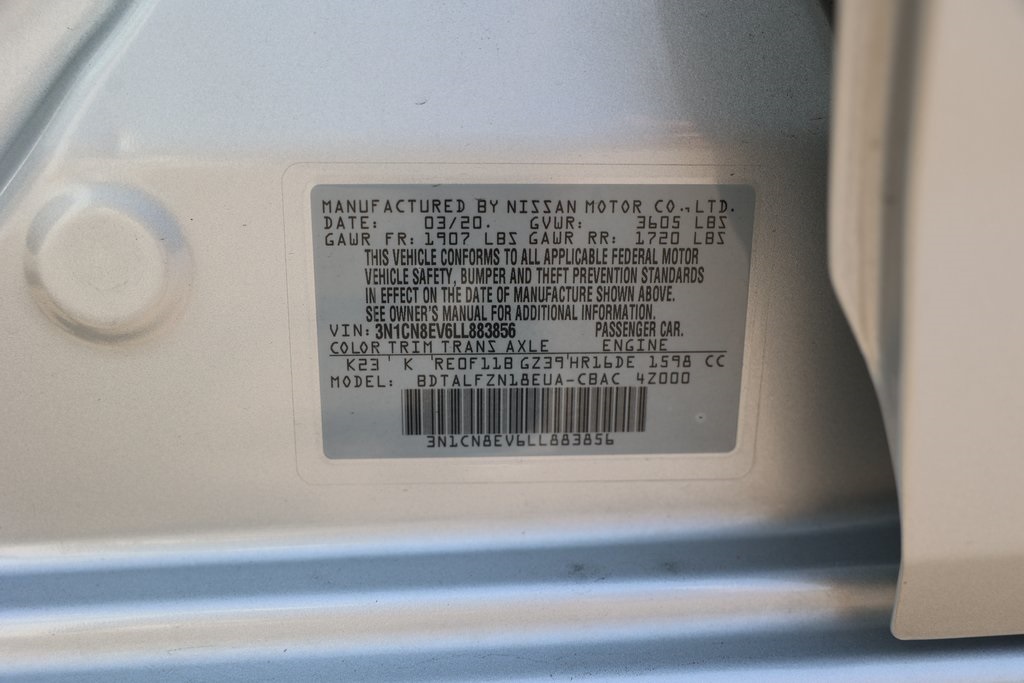 MANUFACTURED BY NISSAN MOTOR CO.,LTD.
DATE: 03/20. GVWR: 3605 LBS
GAWR FR: 1907 LBS GAWR RR: 1720 LBS
THIS VEHICLE CONFORMS TO ALL APPLICABLE FEDERAL MOTOR
VEHICLE SAFETY, BUMPER AND THEFT PREVENTION STANDARDS
IN EFFECT ON THE DATE OF MANUFACTURE SHOWN ABOVE.
SEE OWNER'S MANUAL FOR ADDITIONAL INFORMATION.
VIN: 3N1CN8EV6LL883856 PASSENGER CAR.
COLOR TRIM TRANS AXLE ENGINE
K23 K RE0F11B GZ39 HR16DE 1598 CC
MODEL: BDTALFZN18EUA-CBAC 4Z000
3N1CN8EV6LL883856